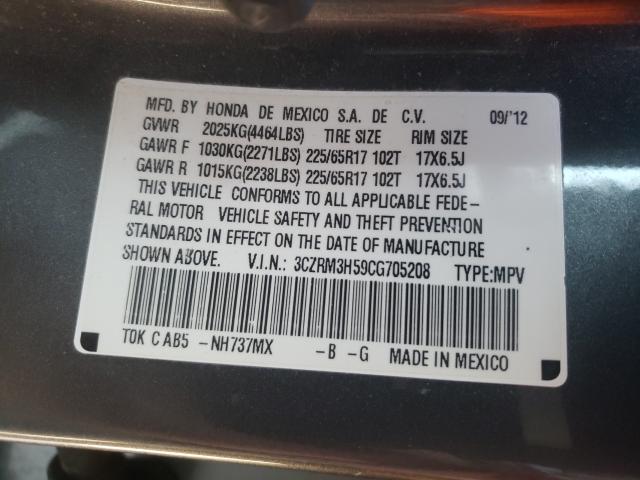 MFD. BY HONDA DE MEXICO S.A. DE C.V. 09/'12
GVWR 2025KG(4464LBS) TIRE SIZE RIM SIZE
GAWR F 1030KG(2271LBS) 225/65R17 102T 17X6.5J
GAWR R 1015KG(2238LBS) 225/65R17 102T 17X6.5J
THIS VEHICLE CONFORMS TO ALL APPLICABLE FEDE-
RAL MOTOR VEHICLE SAFETY AND THEFT PREVENTION
STANDARDS IN EFFECT ON THE DATE OF MANUFACTURE
SHOWN ABOVE. V.I.N.: 3CZRM3H59CG705208 TYPE:MPV
T0K C AB5 -NH737MX -B -G MADE IN MEXICO